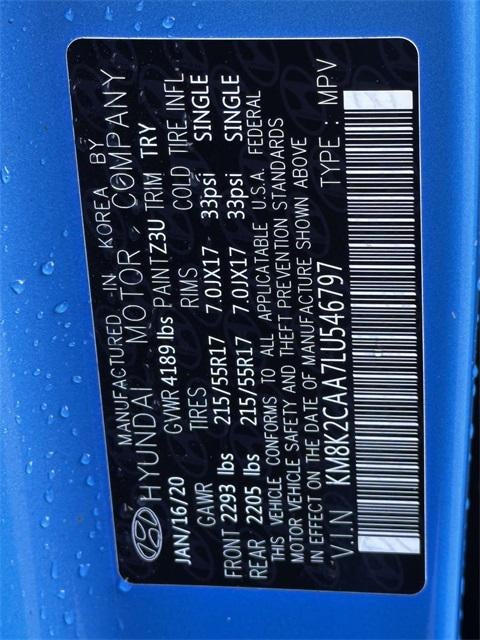 MANUFACTURED IN KOREA BY
HYUNDAI MOTOR COMPANY
JAN/16/20 GVWR 4189 lbs PAINT Z3U TRIM TRY
GAWR TIRES RIMS COLD TIRE INFL
FRONT 2293 lbs 215/55R17 7.0JX17 33psi SINGLE
REAR 2205 lbs 215/55R17 7.0JX17 33psi SINGLE
THIS VEHICLE CONFORMS TO ALL APPLICABLE U.S.A. FEDERAL
MOTOR VEHICLE SAFETY AND THEFT PREVENTION STANDARDS
IN EFFECT ON THE DATE OF MANUFACTURE SHOWN ABOVE
V.I.N KM8K2CAA7LU546797 TYPE : MPV